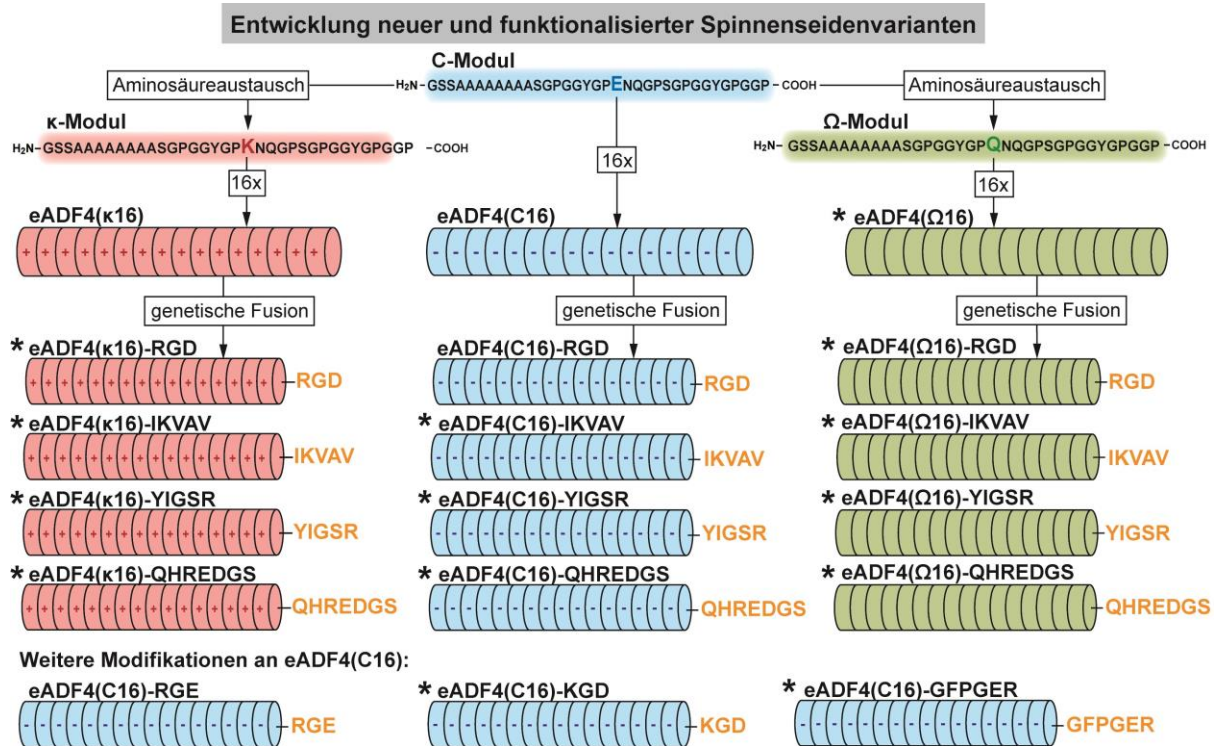 Entwicklung neuer und funktionalisierter Spinnenseidenvarianten
C-Modul
Aminosäureaustausch
H₂N-GSSAAAAAAAASGPGGYGPENQGPSGPGGYGPGGP-COOH
Aminosäureaustausch
κ-Modul
H₂N-GSSAAAAAAAASGPGGYGPKNQGPSGPGGYGPGGP -COOH
Ω-Modul
H₂N-GSSAAAAAAAASGPGGYGPQNQGPSGPGGYGPGGP-COOH
16x
16x
16x
eADF4(κ16)
eADF4(C16)
* eADF4(Ω16)
genetische Fusion
genetische Fusion
genetische Fusion
* eADF4(κ16)-RGD
RGD
eADF4(C16)-RGD
RGD
* eADF4(Ω16)-RGD
RGD
* eADF4(κ16)-IKVAV
IKVAV
* eADF4(C16)-IKVAV
IKVAV
* eADF4(Ω16)-IKVAV
IKVAV
* eADF4(κ16)-YIGSR
YIGSR
* eADF4(C16)-YIGSR
YIGSR
* eADF4(Ω16)-YIGSR
YIGSR
* eADF4(κ16)-QHREDGS
QHREDGS
* eADF4(C16)-QHREDGS
QHREDGS
* eADF4(Ω16)-QHREDGS
QHREDGS
Weitere Modifikationen an eADF4(C16):
eADF4(C16)-RGE
RGE
* eADF4(C16)-KGD
KGD
* eADF4(C16)-GFPGER
GFPGER